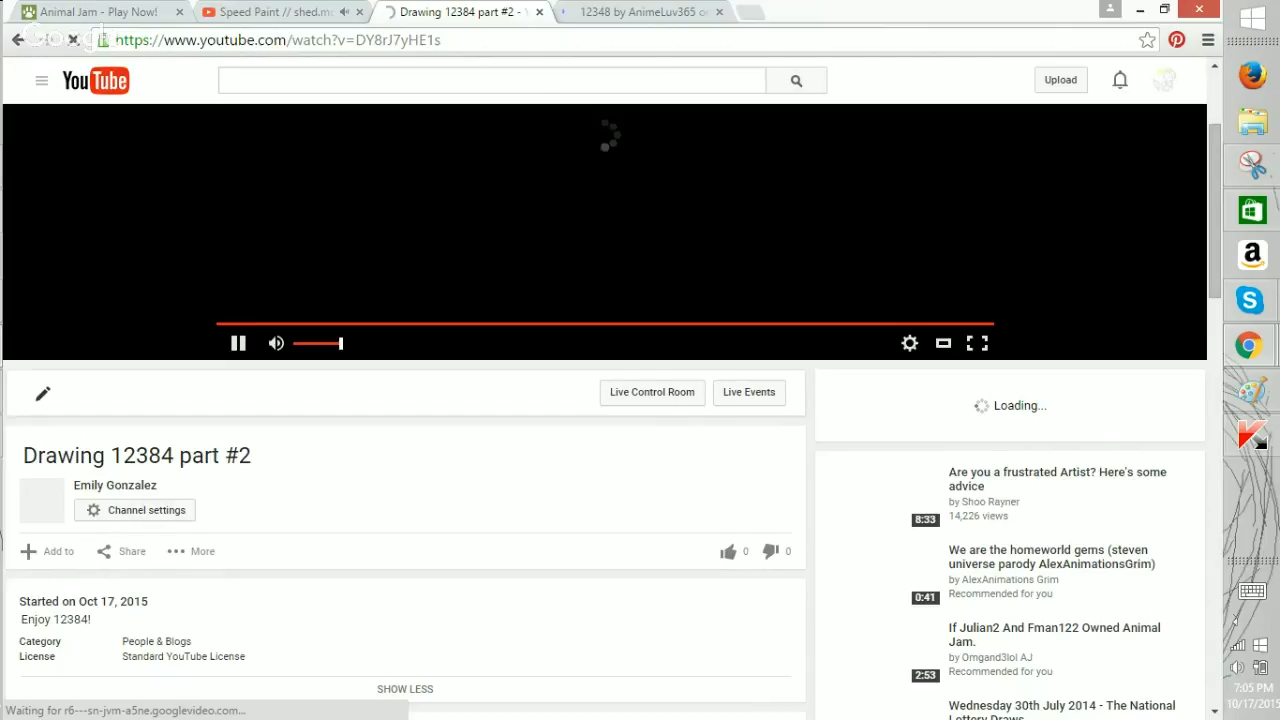 Animal Jam - Play Now!
Speed Paint // shed.mo
Drawing 12384 part #2 -
12348 by AnimeLuv365 o
https://www.youtube.com/watch?v=DY8rJ7yHE1s
YouTube
Upload
Live Control Room
Live Events
Loading...
Drawing 12384 part #2
Emily Gonzalez
Channel settings
Add to
Share
More
0
0
Started on Oct 17, 2015
Enjoy 12384!
Category People & Blogs
License Standard YouTube License
SHOW LESS
Are you a frustrated Artist? Here's some
advice
by Shoo Rayner
14,226 views
8:33
We are the homeworld gems (steven
universe parody AlexAnimationsGrim)
by AlexAnimations Grim
Recommended for you
0:41
If Julian2 And Fman122 Owned Animal
Jam.
by Omgand3lol AJ
Recommended for you
2:53
Wednesday 30th July 2014 - The National
Lottery Draws
Waiting for r6---sn-jvm-a5ne.googlevideo.com...
7:05 PM
10/17/2015